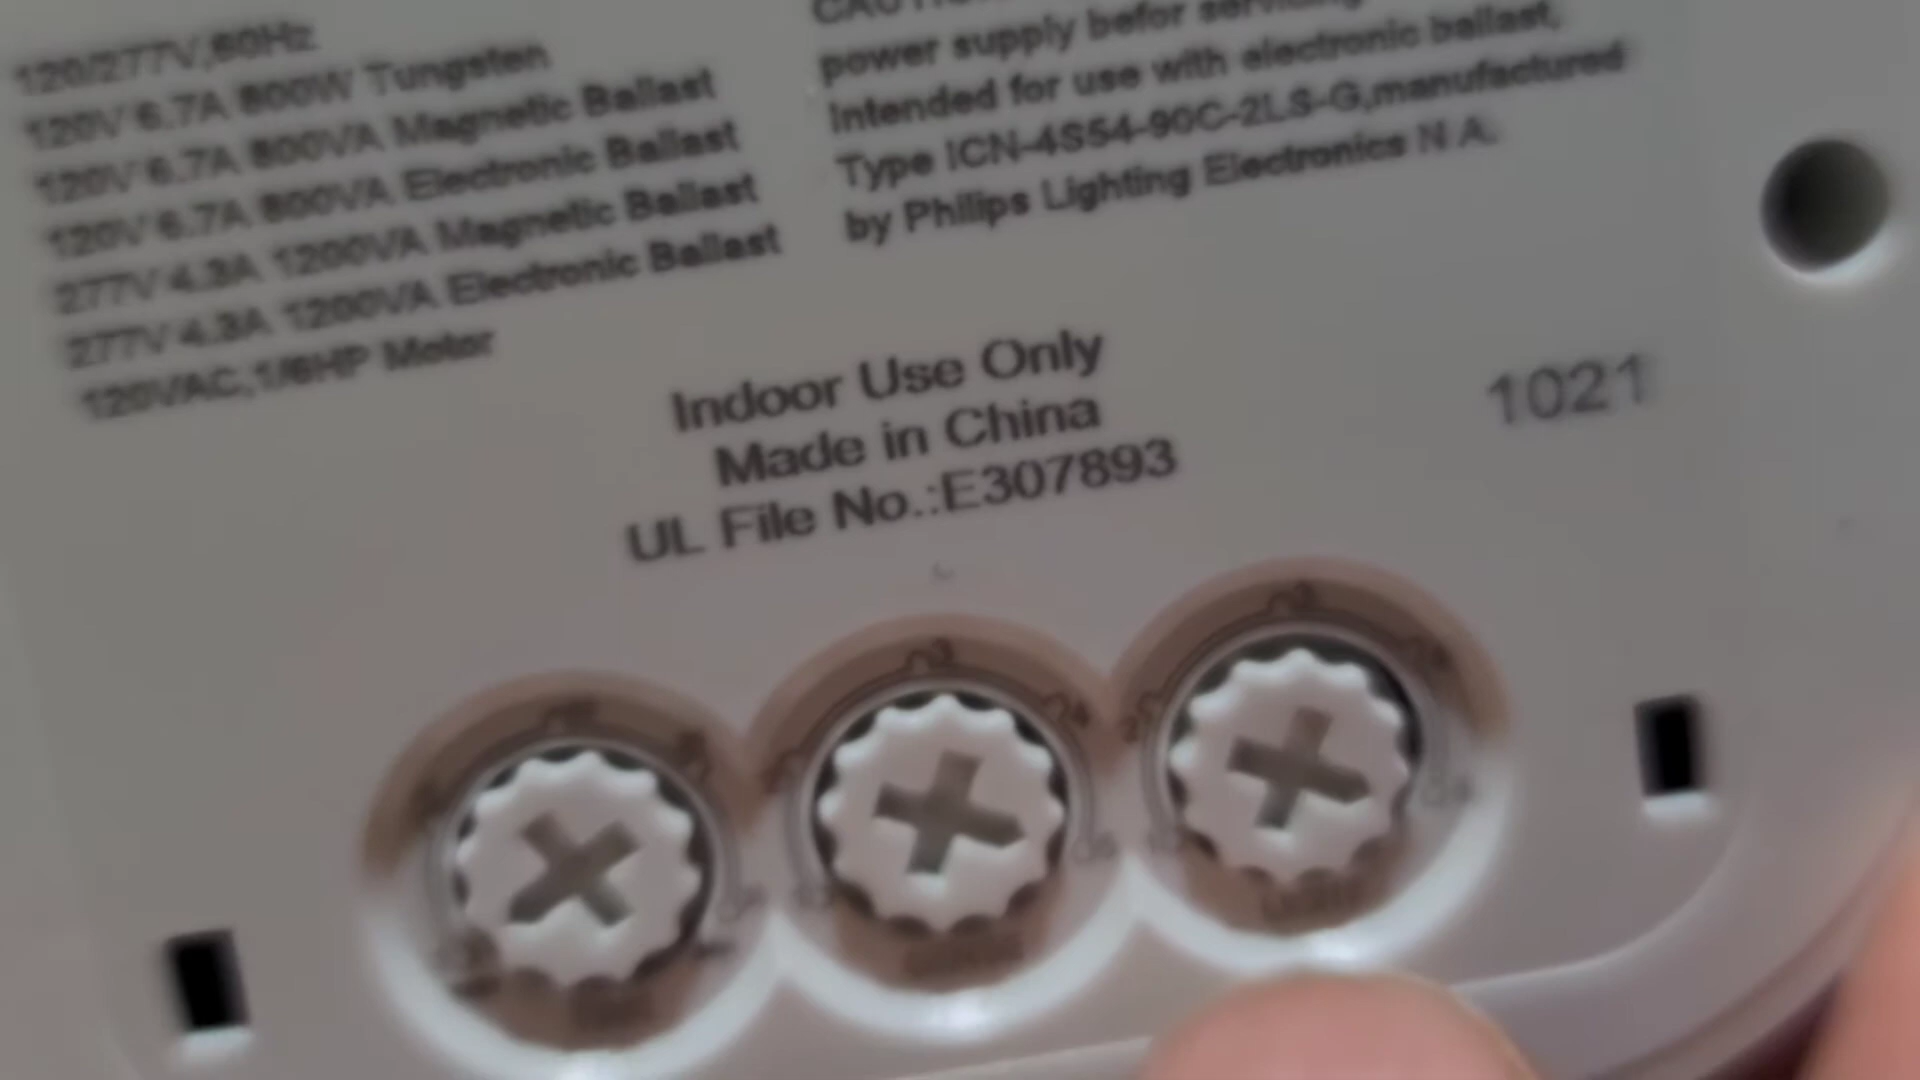 120/277V,60Hz
120V 6.7A 800W Tungsten
120V 6.7A 800VA Magnetic Ballast
120V 6.7A 800VA Electronic Ballast
277V 4.3A 1200VA Magnetic Ballast
277V 4.3A 1200VA Electronic Ballast
120VAC,1/6HP Motor
power supply befor servicing
Intended for use with electronic ballast,
Type ICN-4S54-90C-2LS-G,manufactured
by Philips Lighting Electronics N.A.
Indoor Use Only
Made in China
UL File No.:E307893
1021